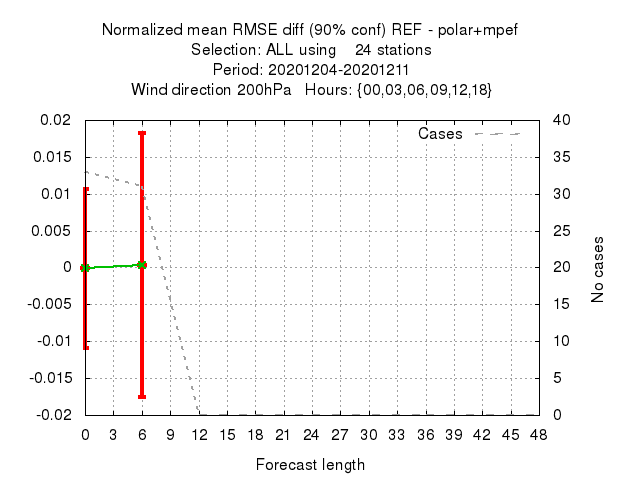 Normalized mean RMSE diff (90% conf) REF - polar+mpef
Selection: ALL using    24 stations
Period: 20201204-20201211
Wind direction 200hPa   Hours: {00,03,06,09,12,18}
0.02
0.015
0.01
0.005
0
-0.005
-0.01
-0.015
-0.02
Cases
40
35
30
25
20
15
10
5
0
No cases
0 3 6 9 12 15 18 21 24 27 30 33 36 39 42 45 48
Forecast length